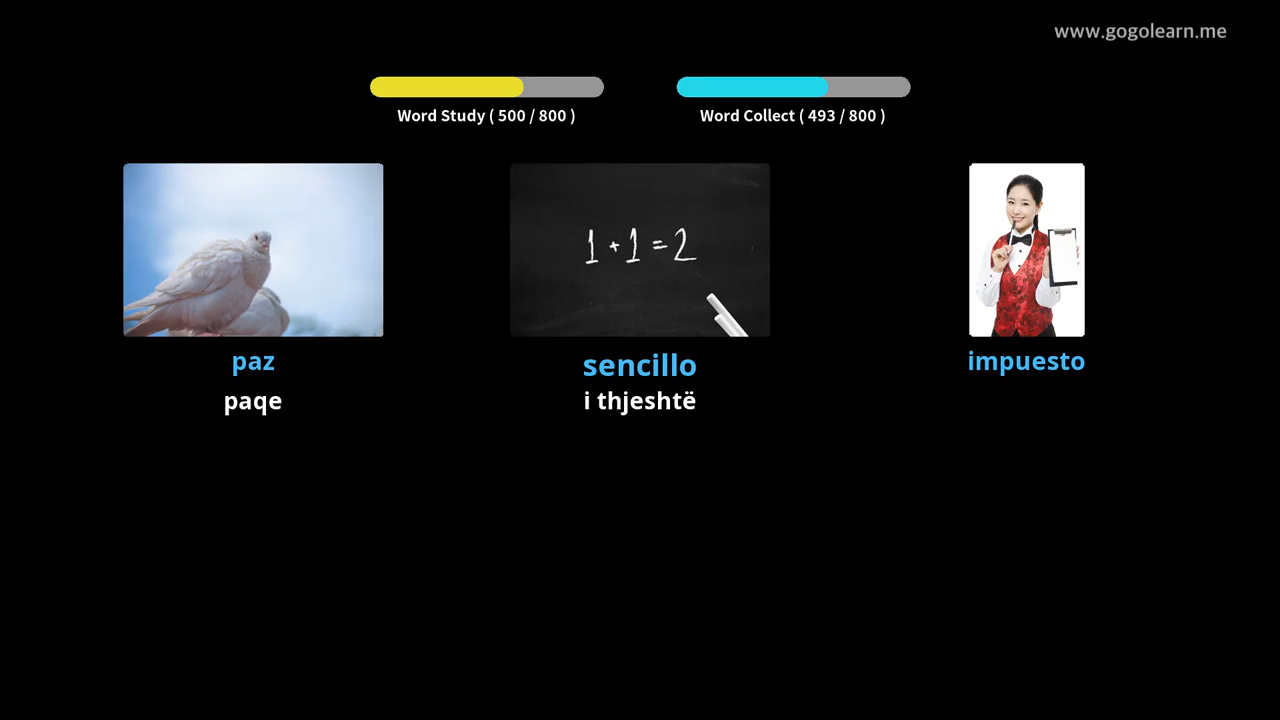 www.gogolearn.me
Word Study ( 500 / 800 )
Word Collect ( 493 / 800 )
1 + 1 = 2
paz
sencillo
impuesto
paqe
i thjeshtë